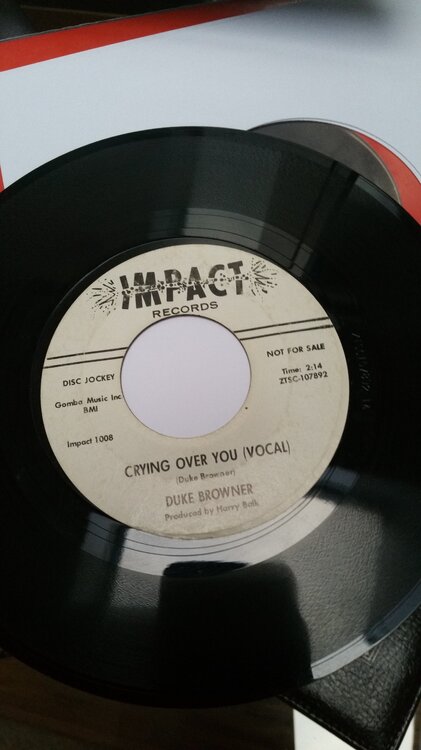 IMPACT
RECORDS
DISC JOCKEY
NOT FOR SALE
Gomba Music Inc
BMI
Time: 2:14
ZTSC-107892
Impact 1008
CRYING OVER YOU (VOCAL)
(Duke Browner)
DUKE BROWNER
Produced by Harry Balk